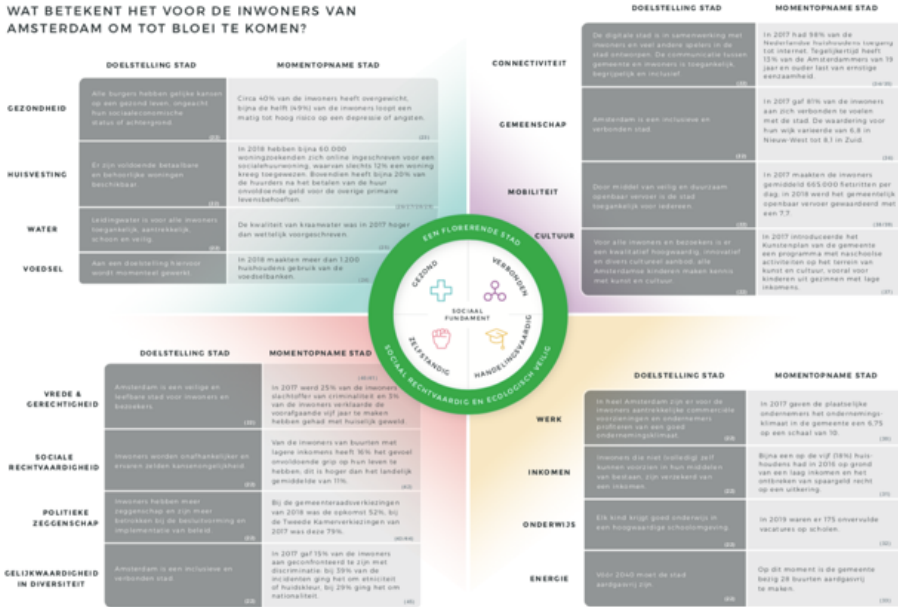 WAT BETEKENT HET VOOR DE INWONERS VAN
AMSTERDAM OM TOT BLOEI TE KOMEN?
DOELSTELLING STAD
MOMENTOPNAME STAD
GEZONDHEID
Alle burgers hebben gelijke kansen
op een gezond leven, ongeacht
hun sociaaleconomische
status of achtergrond.
Circa 40% van de inwoners heeft overgewicht,
bijna de helft (49%) van de inwoners loopt een
matig tot hoog risico op een depressie of angsten.
HUISVESTING
Er zijn voldoende betaalbare
en behoorlijke woningen
beschikbaar.
In 2018 hebben bijna 60.000
woningzoekenden zich online ingeschreven voor een
socialehuurwoning, waarvan slechts 12% een woning
kreeg toegewezen. Bovendien heeft bijna 20% van
de huurders na het betalen van de huur
onvoldoende geld voor de overige primaire
levensbehoeften.
WATER
Leidingwater is voor alle inwoners
toegankelijk, aantrekkelijk,
schoon en veilig.
De kwaliteit van kraanwater was in 2017 hoger
dan wettelijk voorgeschreven.
VOEDSEL
Aan een doelstelling hiervoor
wordt momenteel gewerkt.
In 2018 maakten meer dan 1.200
huishoudens gebruik van de
voedselbanken.
DOELSTELLING STAD
MOMENTOPNAME STAD
CONNECTIVITEIT
De digitale stad is in samenwerking met
inwoners en veel andere spelers in de
stad ontworpen. De communicatie tussen
gemeente en inwoners is toegankelijk,
begrijpelijk en inclusief.
In 2017 had 98% van de
Nederlandse huishoudens toegang
tot internet. Tegelijkertijd heeft
13% van de Amsterdammers van 19
jaar en ouder last van ernstige
eenzaamheid.
GEMEENSCHAP
Amsterdam is een inclusieve en
verbonden stad.
In 2017 gaf 81% van de inwoners
aan zich verbonden te voelen
met de stad. De waardering voor
hun wijk varieerde van 6,8 in
Nieuw-West tot 8,1 in Zuid.
MOBILITEIT
Door middel van veilig en duurzaam
openbaar vervoer is de stad
toegankelijk voor iedereen.
In 2017 maakten de inwoners
gemiddeld 665.000 fietsritten per
dag; in 2018 werd het gemeentelijk
openbaar vervoer gewaardeerd met
een 7,7.
CULTUUR
Voor alle inwoners en bezoekers is er
een kwalitatief hoogwaardig, innovatief
en divers cultureel aanbod; alle
Amsterdamse kinderen maken kennis
met kunst en cultuur.
In 2017 introduceerde het
Kunstenplan van de gemeente
een programma met naschoolse
activiteiten op het terrein van
kunst en cultuur, vooral voor
kinderen uit gezinnen met lage
inkomens.
EEN FLORERENDE STAD
GEZOND
VERBONDEN
SOCIAAL
FUNDAMENT
ZELFSTANDIG
HANDELINGSVAARDIG
SOCIAAL RECHTVAARDIG EN ECOLOGISCH VEILIG
DOELSTELLING STAD
MOMENTOPNAME STAD
VREDE &
GERECHTIGHEID
Amsterdam is een veilige en
leefbare stad voor inwoners en
bezoekers.
In 2017 werd 25% van de inwoners
slachtoffer van criminaliteit en 3%
van de inwoners verklaarde de
voorafgaande vijf jaar te maken
hebben gehad met huiselijk geweld.
SOCIALE
RECHTVAARDIGHEID
Inwoners worden onafhankelijker en
ervaren zelden kansenongelijkheid.
Van de inwoners van buurten met
lagere inkomens heeft 16% het gevoel
onvoldoende grip op hun leven te
hebben; dit is hoger dan het landelijk
gemiddelde van 11%.
POLITIEKE
ZEGGENSCHAP
Inwoners hebben meer
zeggenschap en zijn meer
betrokken bij de besluitvorming en
implementatie van beleid.
Bij de gemeenteraadsverkiezingen
van 2018 was de opkomst 52%, bij
de Tweede Kamerverkiezingen van
2017 was deze 79%.
GELIJKWAARDIGHEID
IN DIVERSITEIT
Amsterdam is een inclusieve en
verbonden stad.
In 2017 gaf 15% van de inwoners
aan geconfronteerd te zijn met
discriminatie; bij 39% van de
incidenten ging het om etniciteit
of huidskleur, bij 29% ging het om
nationaliteit.
DOELSTELLING STAD
MOMENTOPNAME STAD
WERK
In heel Amsterdam zijn er voor de
inwoners aantrekkelijke commerciële
voorzieningen en ondernemers
profiteren van een goed
ondernemingsklimaat.
In 2017 gaven de plaatselijke
ondernemers het ondernemings-
klimaat in de gemeente een 6,75
op een schaal van 10.
INKOMEN
Inwoners die niet (volledig) zelf
kunnen voorzien in hun middelen
van bestaan, zijn verzekerd van
een inkomen.
Bijna een op de vijf (18%) huis-
houdens had in 2016 op grond
van een laag inkomen en het
ontbreken van spaargeld recht
op een uitkering.
ONDERWIJS
Elk kind krijgt goed onderwijs in
een hoogwaardige schoolomgeving.
In 2019 waren er 175 onvervulde
vacatures op scholen.
ENERGIE
Voor 2040 moet de stad
aardgasvrij zijn.
Op dit moment is de gemeente
bezig 28 buurten aardgasvrij
te maken.